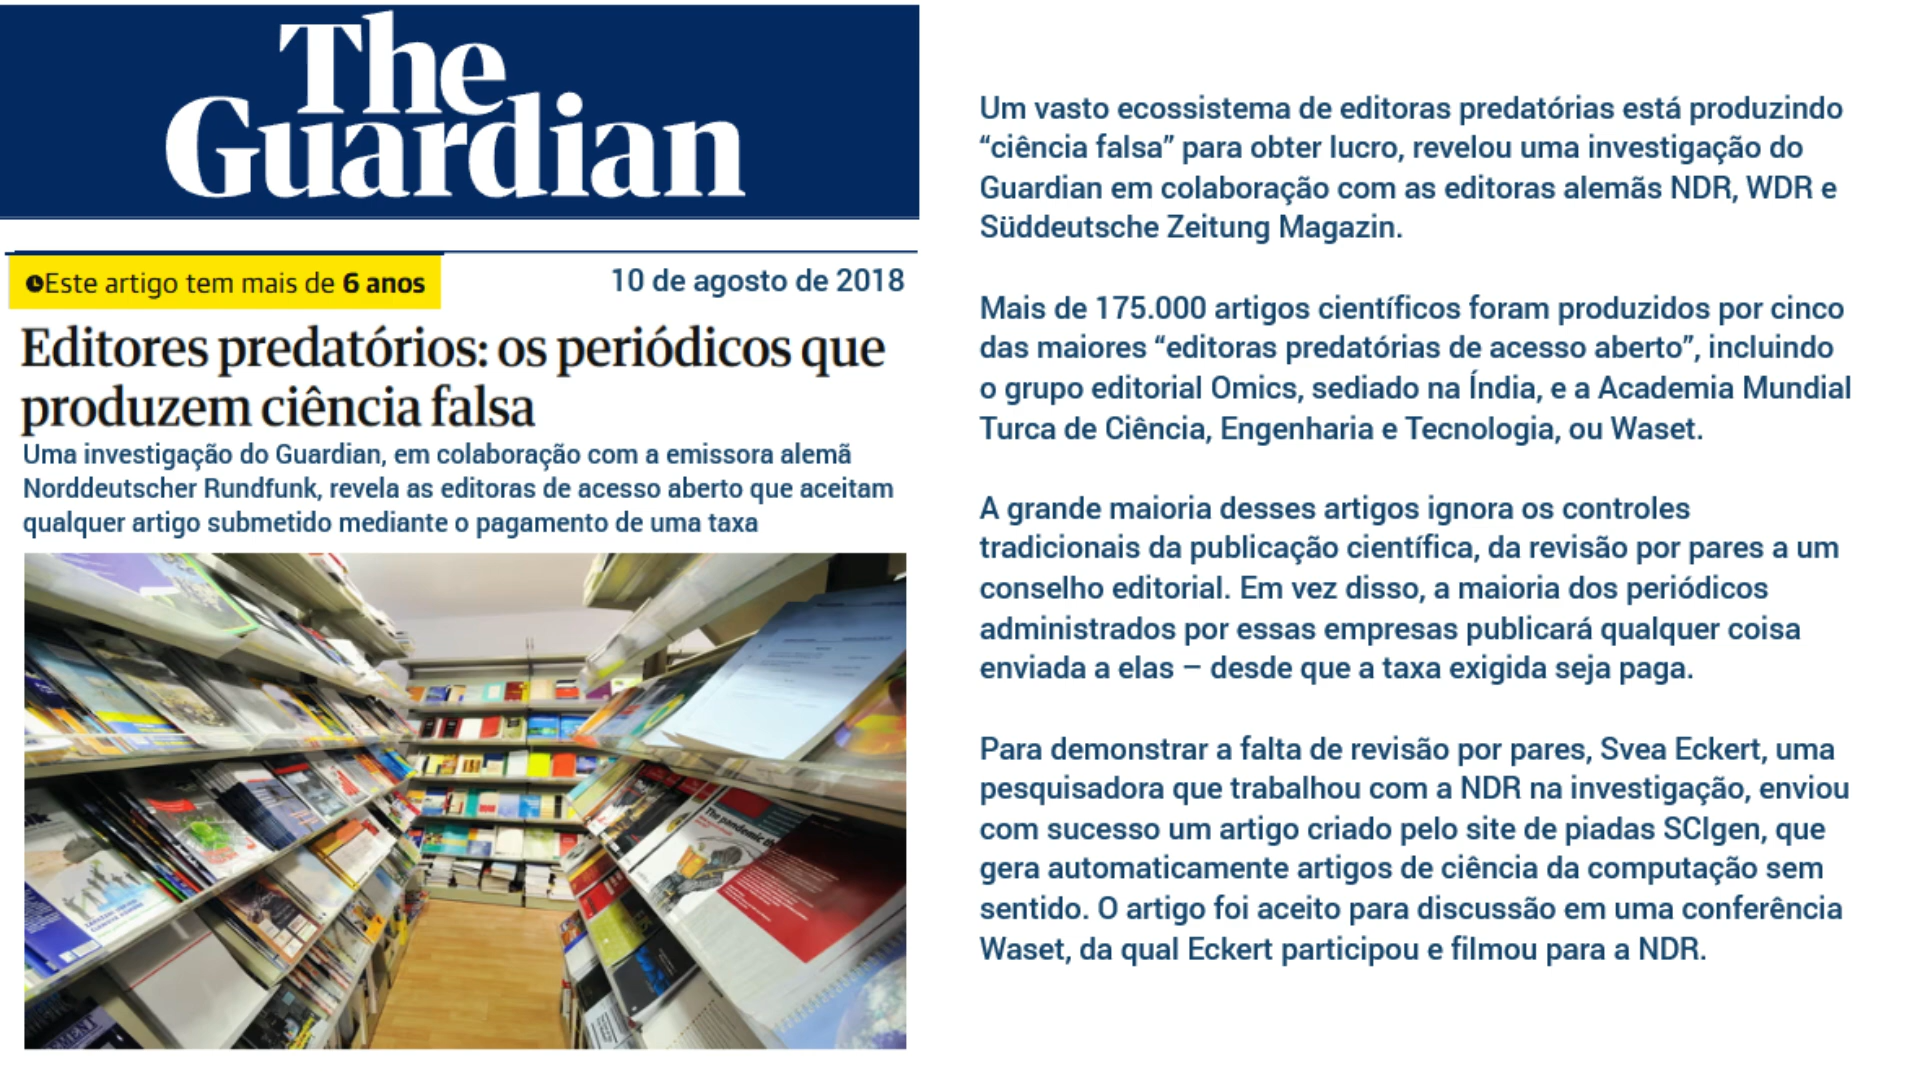 The
Guardian
Este artigo tem mais de 6 anos
10 de agosto de 2018
Editores predatórios: os periódicos que
produzem ciência falsa
Uma investigação do Guardian, em colaboração com a emissora alemã
Norddeutscher Rundfunk, revela as editoras de acesso aberto que aceitam
qualquer artigo submetido mediante o pagamento de uma taxa
The pandemic
Um vasto ecossistema de editoras predatórias está produzindo
“ciência falsa” para obter lucro, revelou uma investigação do
Guardian em colaboração com as editoras alemãs NDR, WDR e
Süddeutsche Zeitung Magazin.
Mais de 175.000 artigos científicos foram produzidos por cinco
das maiores “editoras predatórias de acesso aberto”, incluindo
o grupo editorial Omics, sediado na Índia, e a Academia Mundial
Turca de Ciência, Engenharia e Tecnologia, ou Waset.
A grande maioria desses artigos ignora os controles
tradicionais da publicação científica, da revisão por pares a um
conselho editorial. Em vez disso, a maioria dos periódicos
administrados por essas empresas publicará qualquer coisa
enviada a elas – desde que a taxa exigida seja paga.
Para demonstrar a falta de revisão por pares, Svea Eckert, uma
pesquisadora que trabalhou com a NDR na investigação, enviou
com sucesso um artigo criado pelo site de piadas SCIgen, que
gera automaticamente artigos de ciência da computação sem
sentido. O artigo foi aceito para discussão em uma conferência
Waset, da qual Eckert participou e filmou para a NDR.